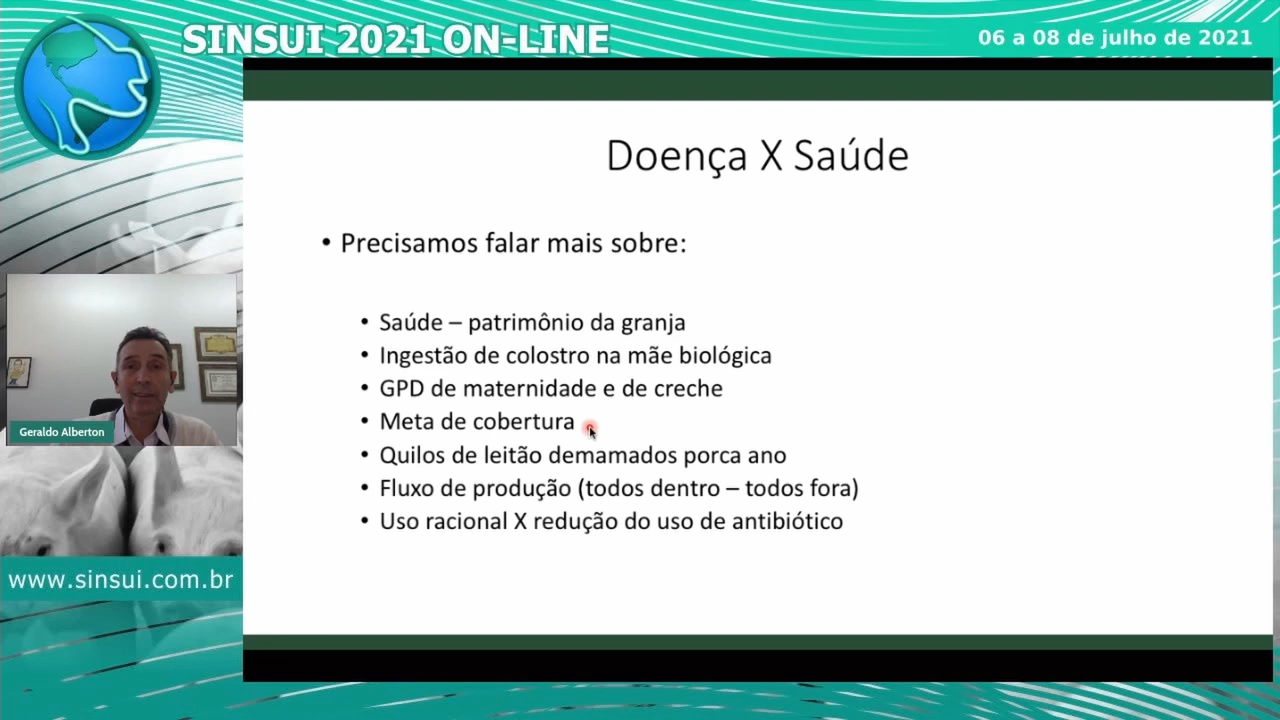 SINSUI 2021 ON-LINE
06 a 08 de julho de 2021
Doença X Saúde
• Precisamos falar mais sobre:
• Saúde – patrimônio da granja
• Ingestão de colostro na mãe biológica
• GPD de maternidade e de creche
• Meta de cobertura
• Quilos de leitão demamados porca ano
• Fluxo de produção (todos dentro – todos fora)
• Uso racional X redução do uso de antibiótico
Geraldo Alberton
www.sinsui.com.br